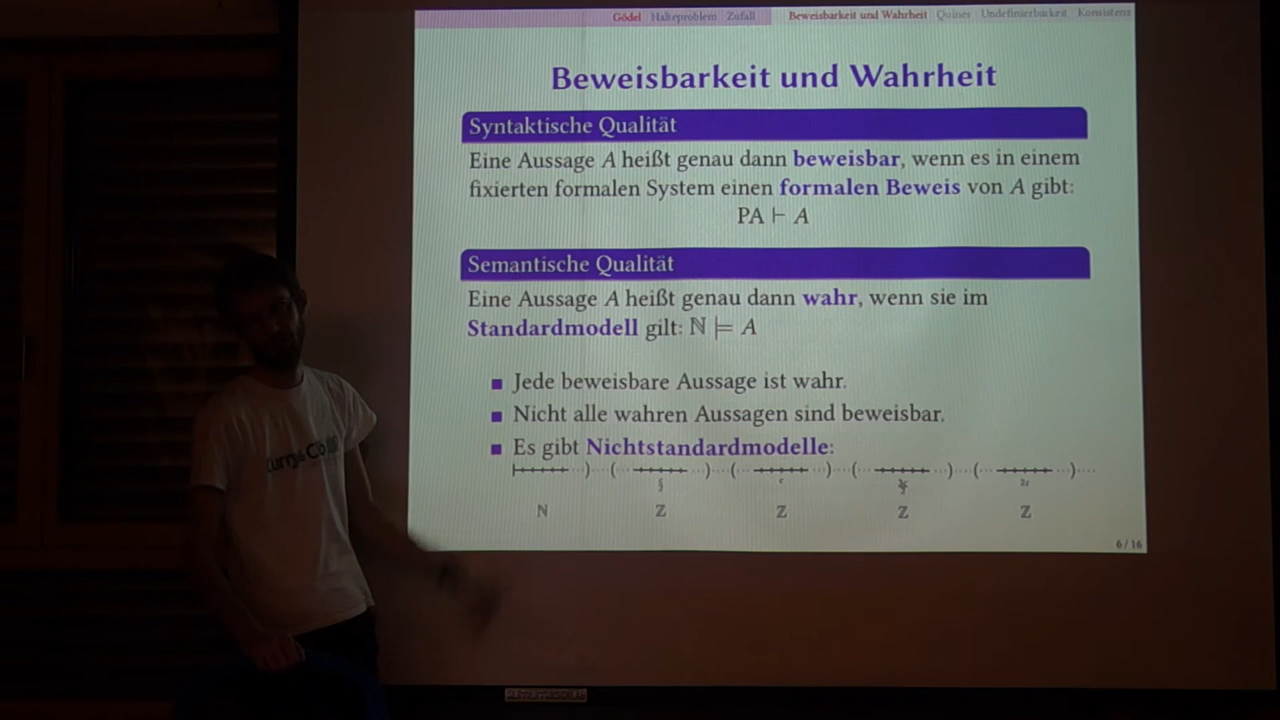 Gödel Halteproblem Zufall Beweisbarkeit und Wahrheit Quines Undefinierbarkeit Konsistenz
Beweisbarkeit und Wahrheit
Syntaktische Qualität
Eine Aussage A heißt genau dann beweisbar, wenn es in einem
fixierten formalen System einen formalen Beweis von A gibt:
PA ⊢ A
Semantische Qualität
Eine Aussage A heißt genau dann wahr, wenn sie im
Standardmodell gilt: ℕ ⊨ A
Jede beweisbare Aussage ist wahr.
Nicht alle wahren Aussagen sind beweisbar.
Es gibt Nichtstandardmodelle:
ℕ ℤ ℤ ℤ ℤ
6 / 16